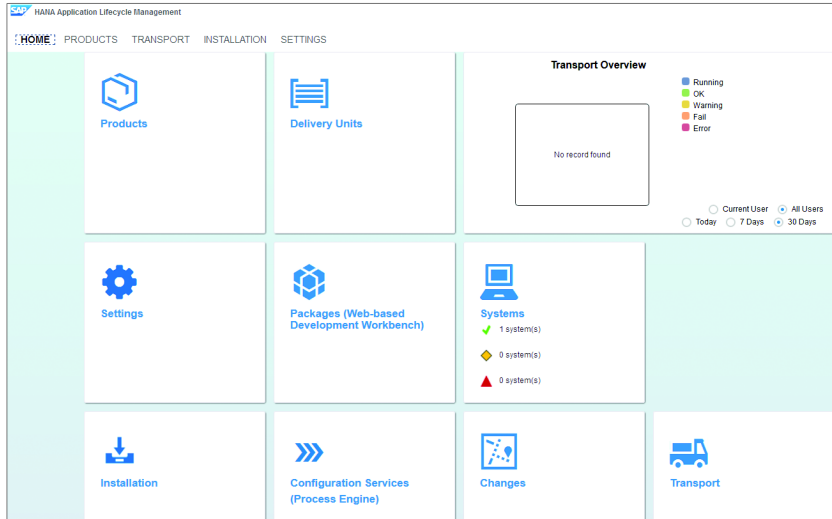 SAP HANA Application Lifecycle Management
HOME PRODUCTS TRANSPORT INSTALLATION SETTINGS
Products
Delivery Units
Transport Overview
No record found
Running
OK
Warning
Fail
Error
Current User All Users
Today 7 Days 30 Days
Settings
Packages (Web-based
Development Workbench)
Systems
1 system(s)
0 system(s)
0 system(s)
Installation
Configuration Services
(Process Engine)
Changes
Transport